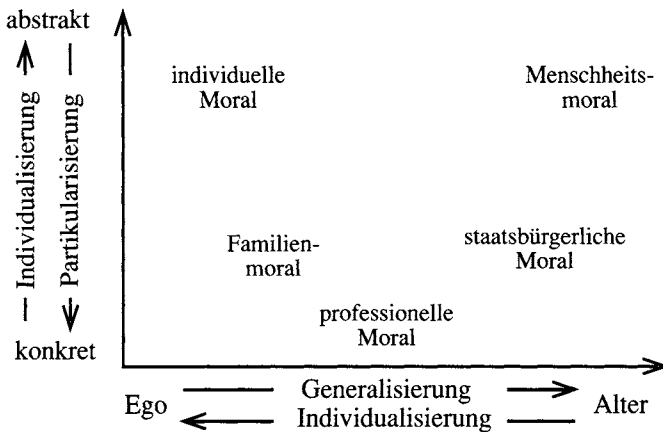 abstrakt
individuelle
Moral
Menschheits-
moral
Individualisierung
Partikularisierung
Familien-
moral
staatsbürgerliche
Moral
professionelle
Moral
konkret
Generalisierung
Ego
Alter
Individualisierung